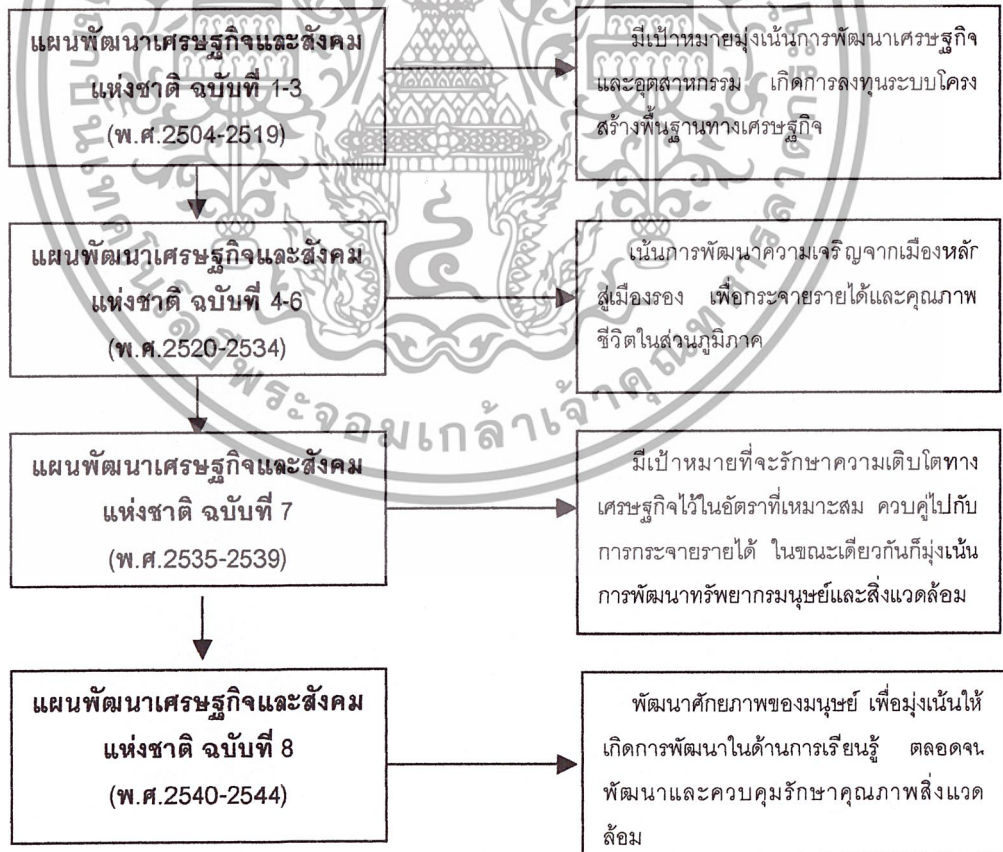 แผนพัฒนาเศรษฐกิจและสังคม
แห่งชาติ ฉบับที่ 1-3
(พ.ศ.2504-2519)
มีเป้าหมายมุ่งเน้นการพัฒนาเศรษฐกิจ
และอุตสาหกรรม เกิดการลงทุนระบบโครง
สร้างพื้นฐานทางเศรษฐกิจ
แผนพัฒนาเศรษฐกิจและสังคม
แห่งชาติ ฉบับที่ 4-6
(พ.ศ.2520-2534)
เน้นการพัฒนาความเจริญจากเมืองหลัก
สู่เมืองรอง เพื่อกระจายรายได้และคุณภาพ
ชีวิตในส่วนภูมิภาค
แผนพัฒนาเศรษฐกิจและสังคม
แห่งชาติ ฉบับที่ 7
(พ.ศ.2535-2539)
มีเป้าหมายที่จะรักษาความเติบโตทาง
เศรษฐกิจไว้ในอัตราที่เหมาะสม ควบคู่ไปกับ
การกระจายรายได้ ในขณะเดียวกันก็มุ่งเน้น
การพัฒนาทรัพยากรมนุษย์และสิ่งแวดล้อม
แผนพัฒนาเศรษฐกิจและสังคม
แห่งชาติ ฉบับที่ 8
(พ.ศ.2540-2544)
พัฒนาศักยภาพของมนุษย์ เพื่อมุ่งเน้นให้
เกิดการพัฒนาในด้านการเรียนรู้ ตลอดจน
พัฒนาและควบคุมรักษาคุณภาพสิ่งแวด
ล้อม
พระจอมเกล้าเจ้าคุณทหาร